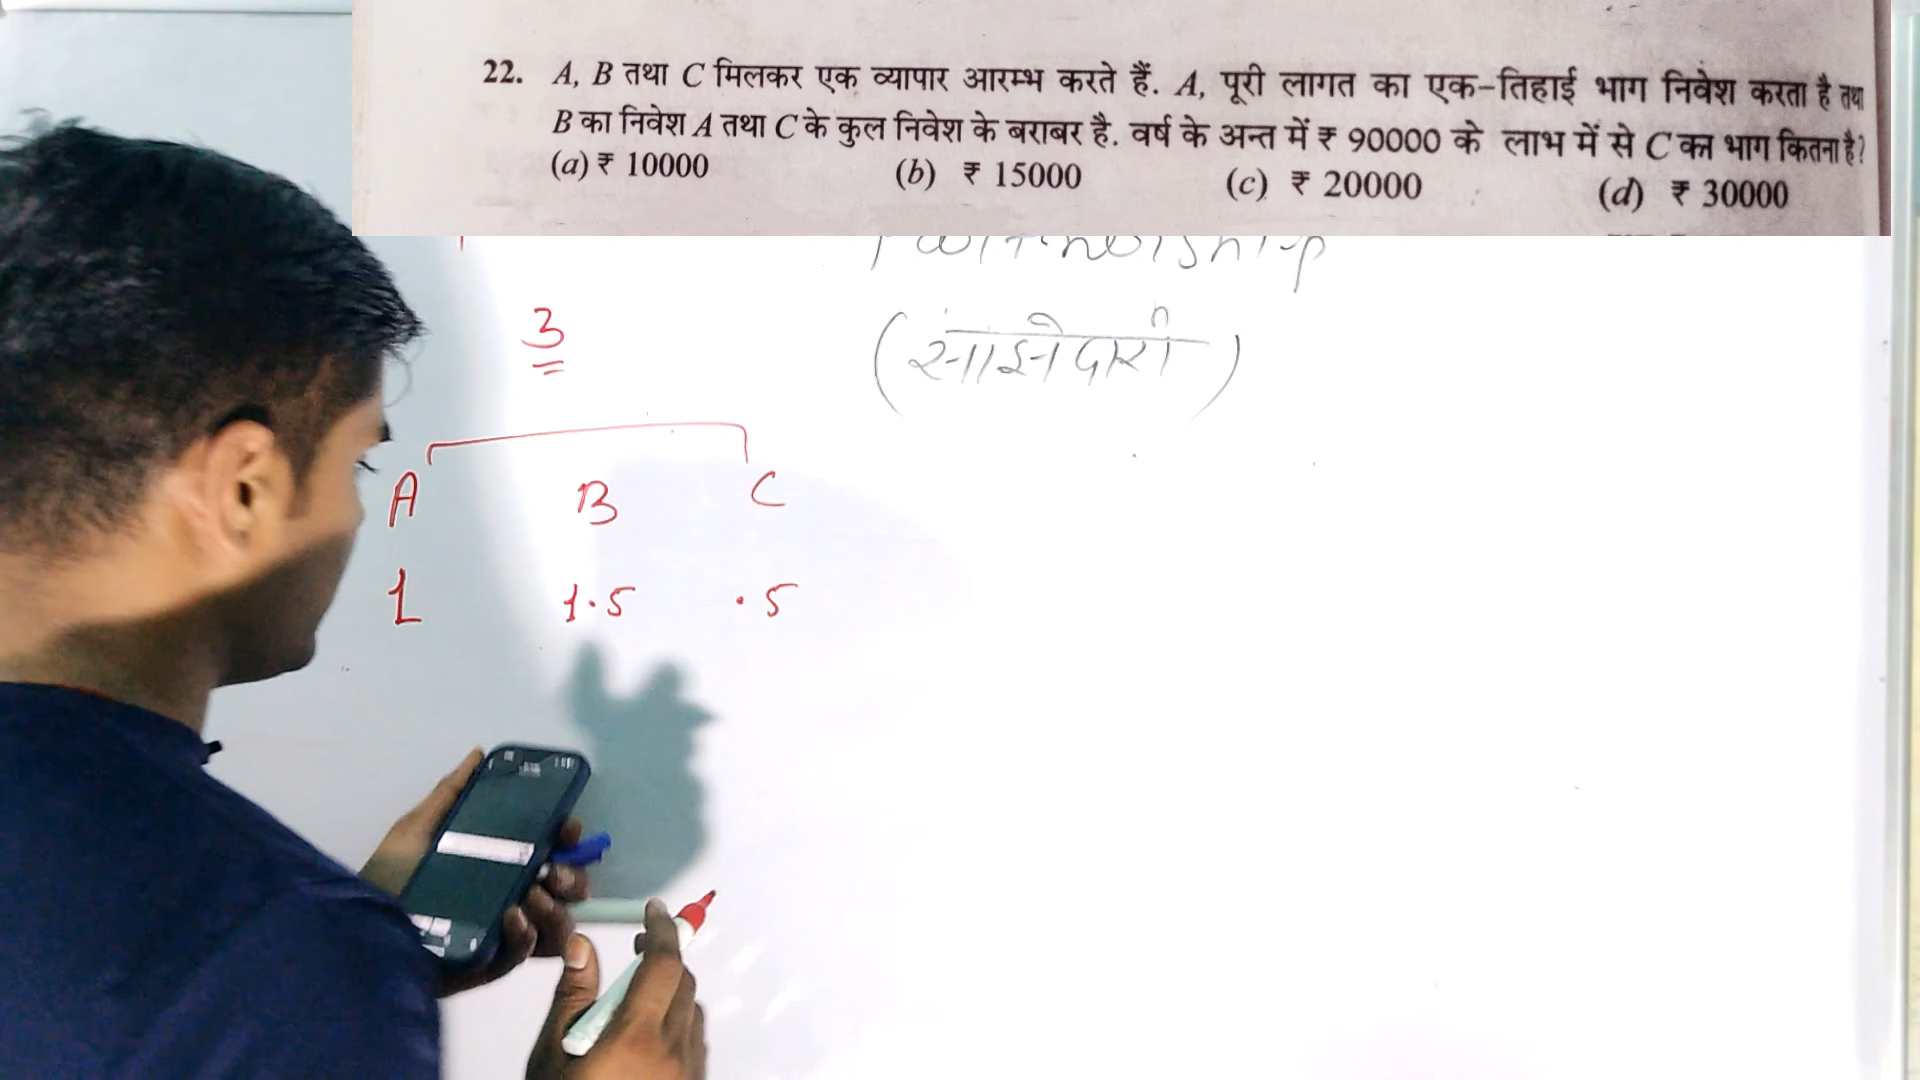 22. A, B तथा C मिलकर एक व्यापार आरम्भ करते हैं. A, पूरी लागत का एक-तिहाई भाग निवेश करता है तथा
B का निवेश A तथा C के कुल निवेश के बराबर है. वर्ष के अन्त में ₹ 90000 के लाभ में से C का भाग कितना है?
(a) ₹ 10000 (b) ₹ 15000 (c) ₹ 20000 (d) ₹ 30000
Partnership
(साझेदारी)
3
A B C
1 1.5 .5